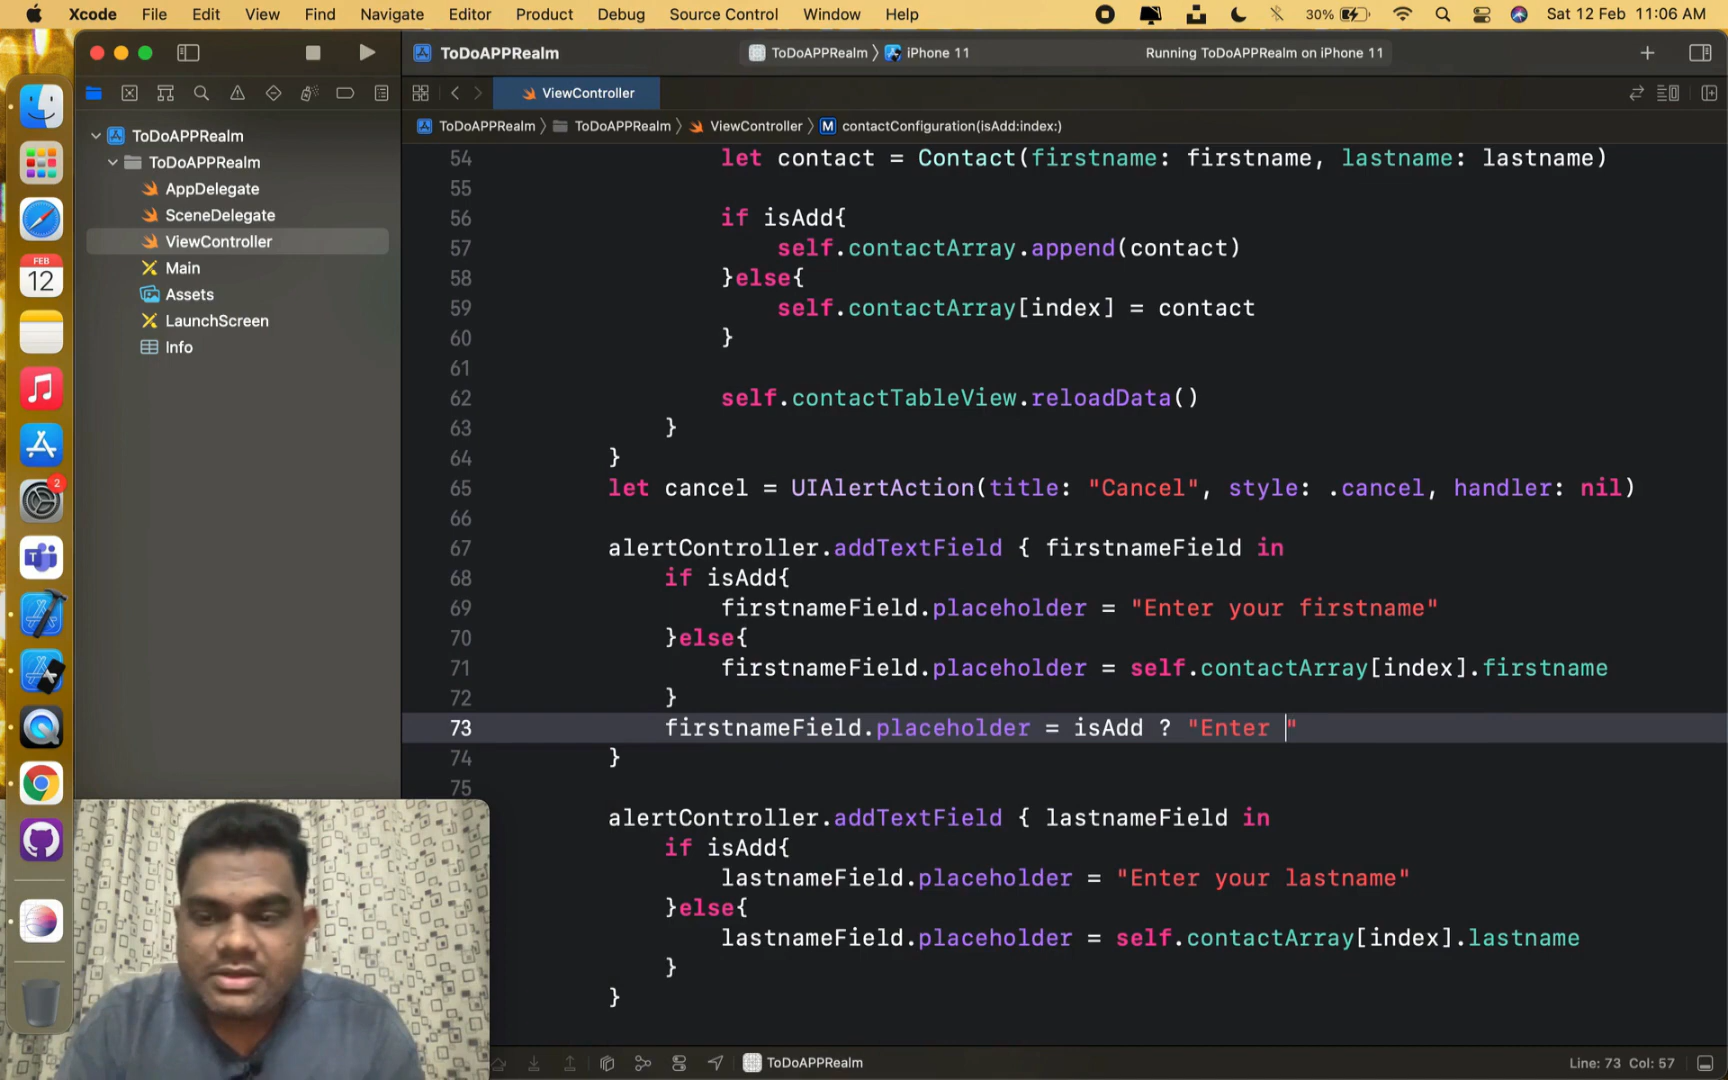 Xcode File Edit View Find Navigate Editor Product Debug Source Control Window Help 30% Sat 12 Feb 11:06 AM
ToDoAPPRealm ToDoAPPRealm iPhone 11 Running ToDoAPPRealm on iPhone 11
ViewController
ToDoAPPRealm ToDoAPPRealm ViewController M contactConfiguration(isAdd:index:)
ToDoAPPRealm
ToDoAPPRealm
AppDelegate
SceneDelegate
ViewController
Main
Assets
LaunchScreen
Info
FEB
12
2
54 let contact = Contact(firstname: firstname, lastname: lastname)
55
56 if isAdd{
57 self.contactArray.append(contact)
58 }else{
59 self.contactArray[index] = contact
60 }
61
62 self.contactTableView.reloadData()
63 }
64 }
65 let cancel = UIAlertAction(title: "Cancel", style: .cancel, handler: nil)
66
67 alertController.addTextField { firstnameField in
68 if isAdd{
69 firstnameField.placeholder = "Enter your firstname"
70 }else{
71 firstnameField.placeholder = self.contactArray[index].firstname
72 }
73 firstnameField.placeholder = isAdd ? "Enter "
74 }
75
alertController.addTextField { lastnameField in
if isAdd{
lastnameField.placeholder = "Enter your lastname"
}else{
lastnameField.placeholder = self.contactArray[index].lastname
}
}
ToDoAPPRealm Line: 73 Col: 57